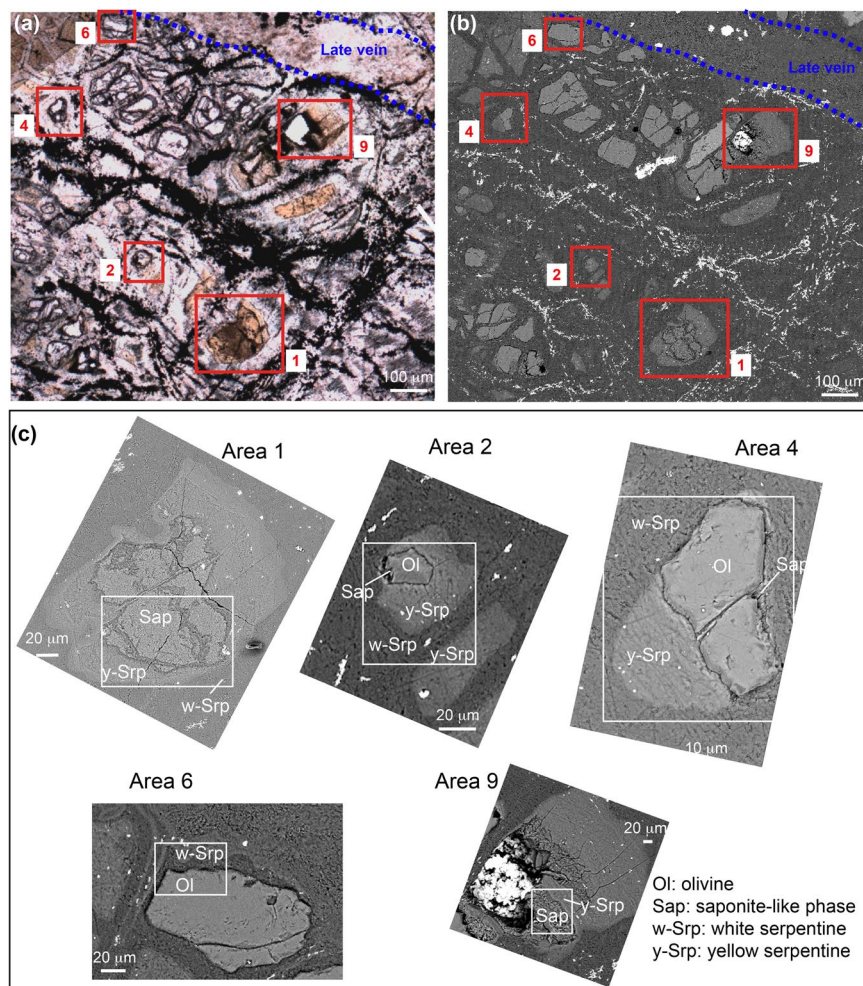 (a)
6
Late vein
4
9
2
1
100 μm
(b)
6
Late vein
4
9
2
1
100 μm
(c)
Area 1
Sap
20 μm
y-Srp
w-Srp
Area 2
Ol
Sap
y-Srp
w-Srp
y-Srp
20 μm
Area 4
w-Srp
Ol
Sap
y-Srp
10 μm
Area 6
w-Srp
Ol
20 μm
Area 9
20 μm
y-Srp
Sap
Ol: olivine
Sap: saponite-like phase
w-Srp: white serpentine
y-Srp: yellow serpentine